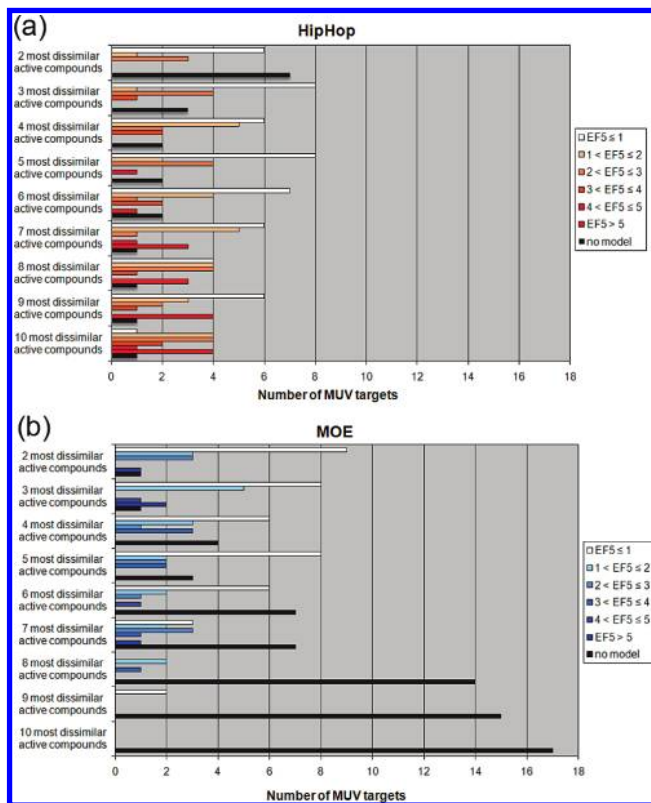 (a)
HipHop
2 most dissimilar
active compounds
3 most dissimilar
active compounds
4 most dissimilar
active compounds
5 most dissimilar
active compounds
6 most dissimilar
active compounds
7 most dissimilar
active compounds
8 most dissimilar
active compounds
9 most dissimilar
active compounds
10 most dissimilar
active compounds
0 2 4 6 8 10 12 14 16 18
Number of MUV targets
EF5 ≤ 1
1 < EF5 ≤ 2
2 < EF5 ≤ 3
3 < EF5 ≤ 4
4 < EF5 ≤ 5
EF5 > 5
no model
(b)
MOE
2 most dissimilar
active compounds
3 most dissimilar
active compounds
4 most dissimilar
active compounds
5 most dissimilar
active compounds
6 most dissimilar
active compounds
7 most dissimilar
active compounds
8 most dissimilar
active compounds
9 most dissimilar
active compounds
10 most dissimilar
active compounds
0 2 4 6 8 10 12 14 16 18
Number of MUV targets
EF5 ≤ 1
1 < EF5 ≤ 2
2 < EF5 ≤ 3
3 < EF5 ≤ 4
4 < EF5 ≤ 5
EF5 > 5
no model